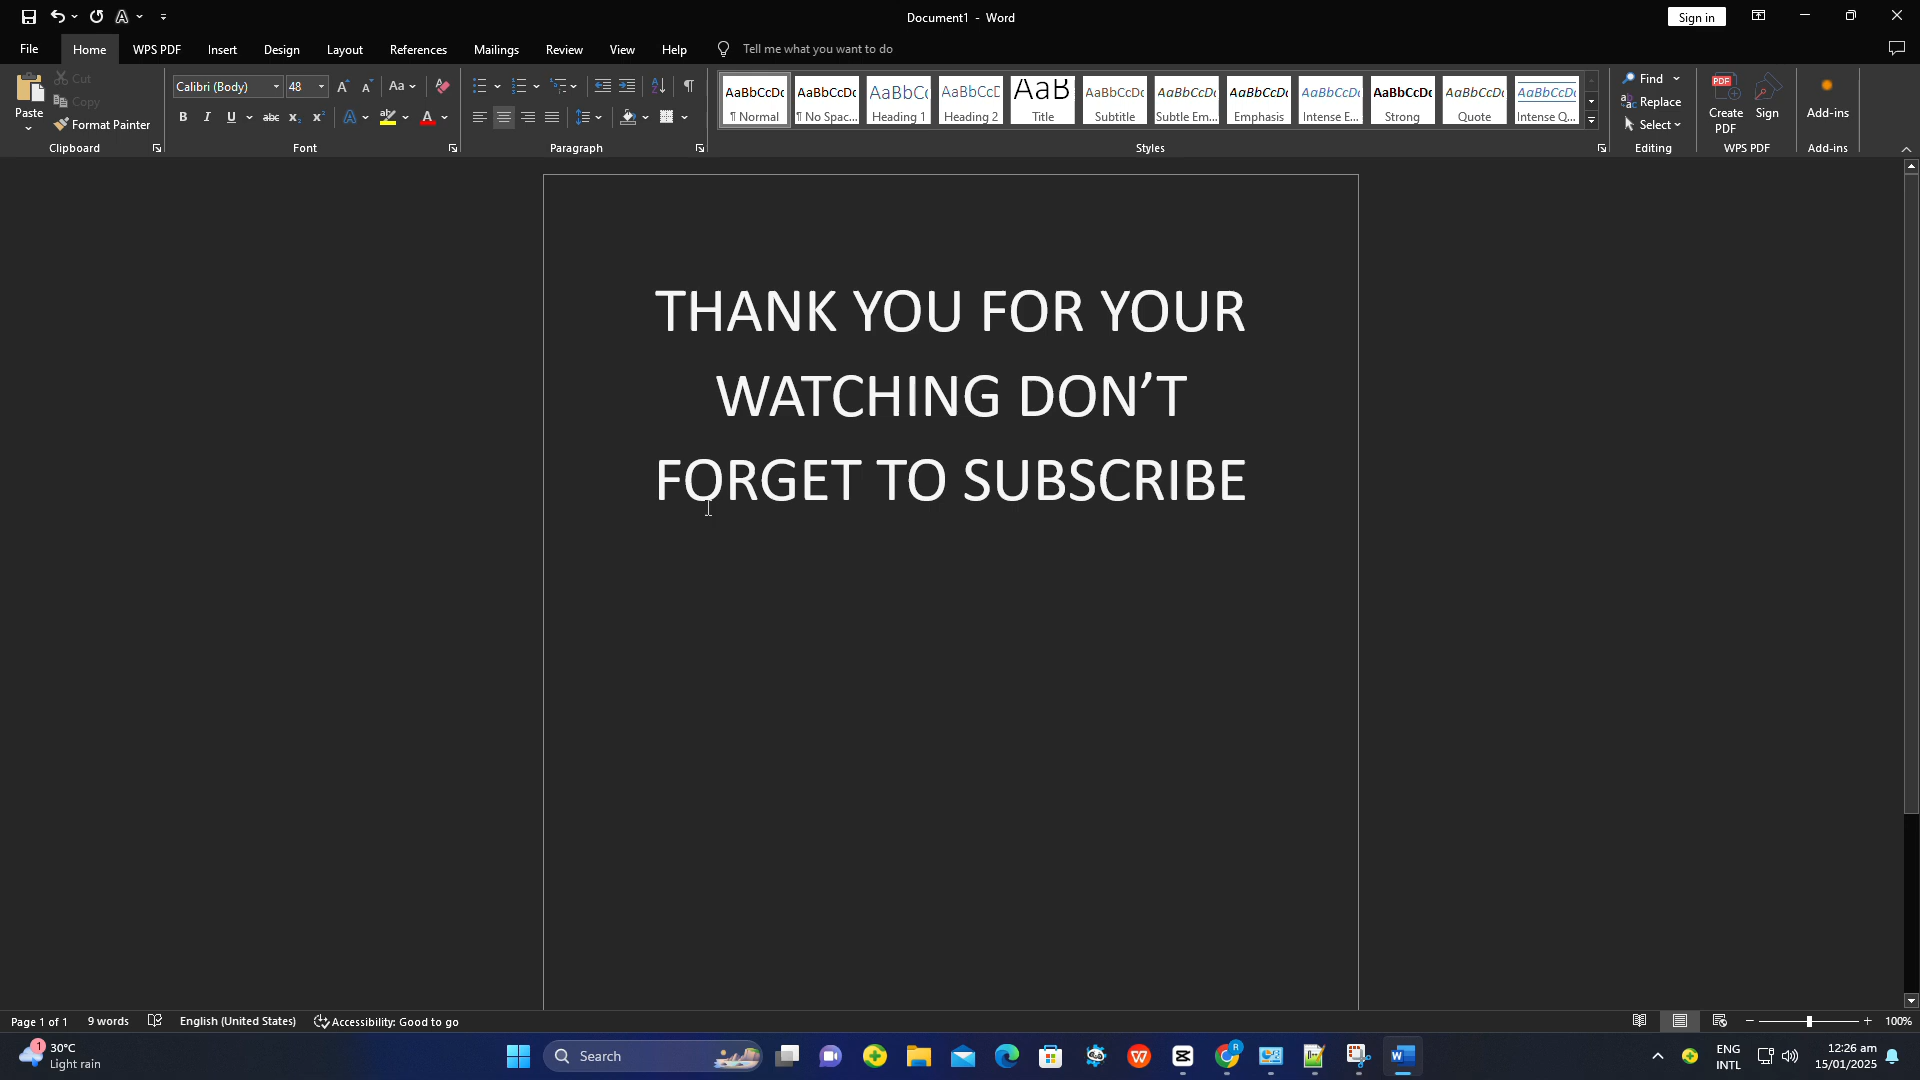 Document1 - Word
Sign in
File Home WPS PDF Insert Design Layout References Mailings Review View Help Tell me what you want to do
Paste
Cut
Copy
Format Painter
Clipboard
Calibri (Body) 48
Font
Paragraph
AaBbCcDc AaBbCcDc AaBbC AaBbCcD AaB AaBbCcDc AaBbCcDc AaBbCcDc AaBbCcDc AaBbCcDc AaBbCcDc AaBbCcDc
¶ Normal ¶ No Spac... Heading 1 Heading 2 Title Subtitle Subtle Em... Emphasis Intense E... Strong Quote Intense Q...
Styles
Find
Replace
Select
Editing
Create PDF
Sign
WPS PDF
Add-ins
Add-ins
THANK YOU FOR YOUR
WATCHING DON’T
FORGET TO SUBSCRIBE
Page 1 of 1 9 words English (United States) Accessibility: Good to go 100%
1
30°C
Light rain
Search
ENG
INTL
12:26 am
15/01/2025